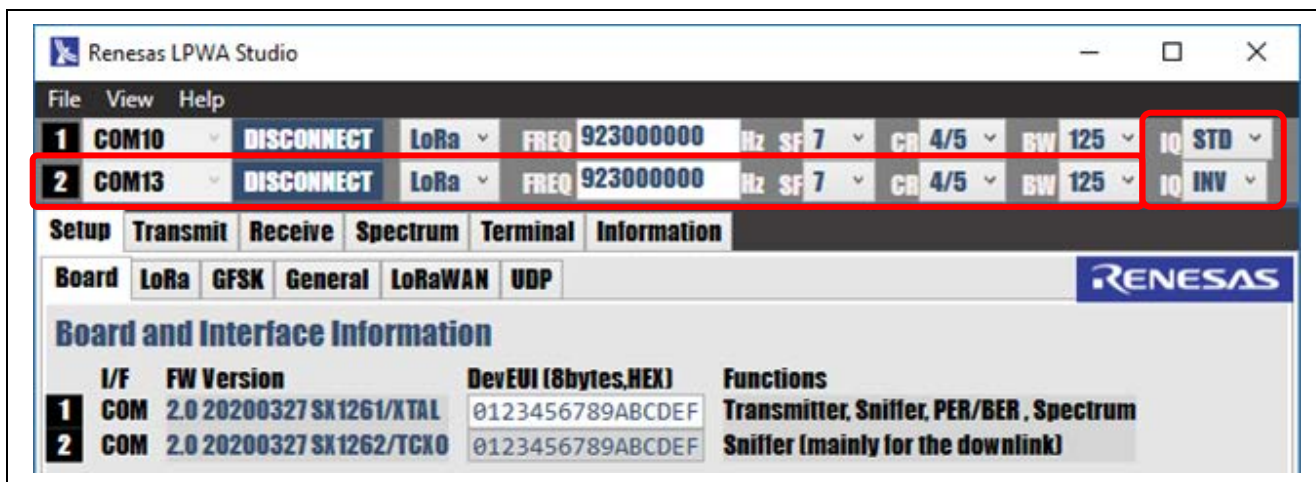 Renesas LPWA Studio
File View Help
1 COM10 DISCONNECT LoRa FREQ 923000000 Hz SF 7 CR 4/5 BW 125 IQ STD
2 COM13 DISCONNECT LoRa FREQ 923000000 Hz SF 7 CR 4/5 BW 125 IQ INV
Setup Transmit Receive Spectrum Terminal Information
Board LoRa GFSK General LoRaWAN UDP RENESAS
Board and Interface Information
I/F FW Version DevEUI (8bytes,HEX) Functions
1 COM 2.0 20200327 SX1261/XTAL 0123456789ABCDEF Transmitter, Sniffer, PER/BER , Spectrum
2 COM 2.0 20200327 SX1262/TCXO 0123456789ABCDEF Sniffer (mainly for the downlink)